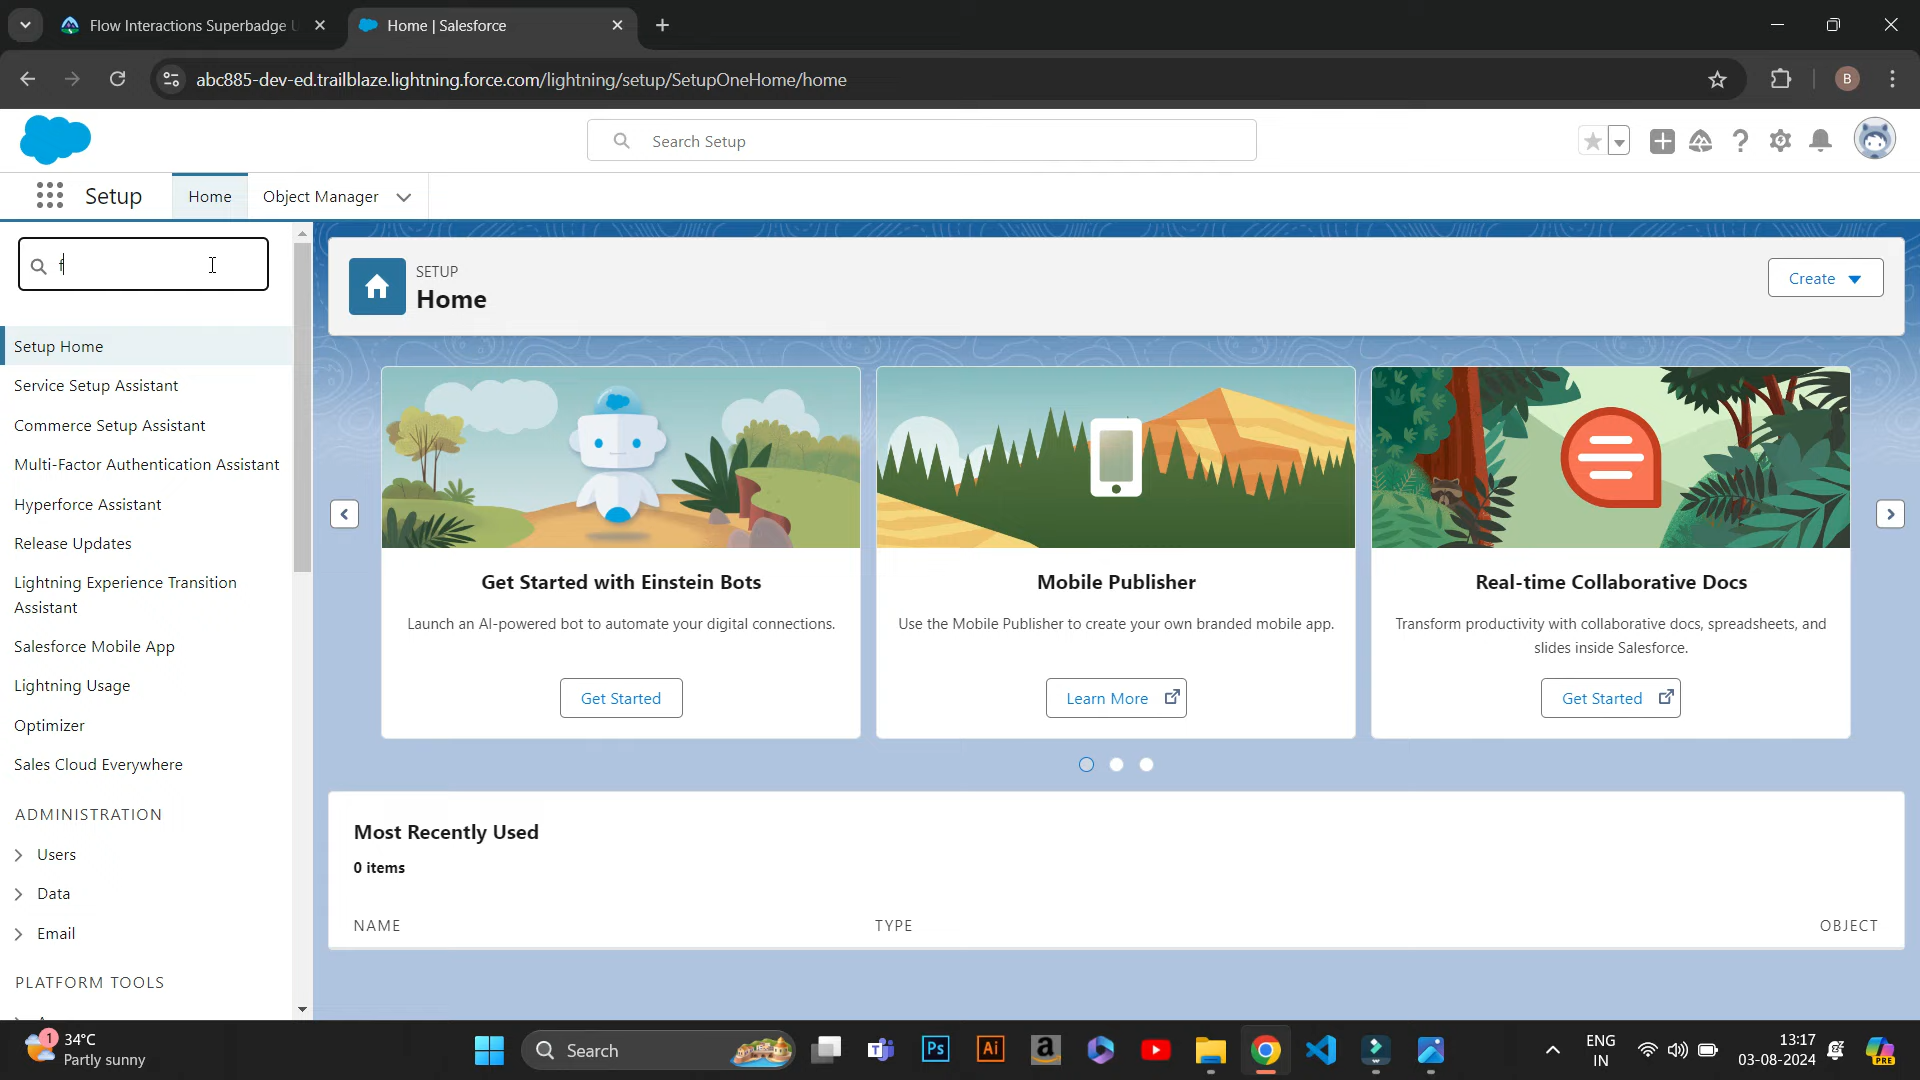 Flow Interactions Superbadge U
Home | Salesforce
abc885-dev-ed.trailblaze.lightning.force.com/lightning/setup/SetupOneHome/home
B
Search Setup
Setup
Home
Object Manager
f
Setup Home
Service Setup Assistant
Commerce Setup Assistant
Multi-Factor Authentication Assistant
Hyperforce Assistant
Release Updates
Lightning Experience Transition
Assistant
Salesforce Mobile App
Lightning Usage
Optimizer
Sales Cloud Everywhere
ADMINISTRATION
Users
Data
Email
PLATFORM TOOLS
SETUP
Home
Create
Get Started with Einstein Bots
Launch an AI-powered bot to automate your digital connections.
Get Started
Mobile Publisher
Use the Mobile Publisher to create your own branded mobile app.
Learn More
Real-time Collaborative Docs
Transform productivity with collaborative docs, spreadsheets, and
slides inside Salesforce.
Get Started
Most Recently Used
0 items
NAME TYPE OBJECT
1
34°C
Partly sunny
Search
Ps
Ai
a
ENG
IN
13:17
03-08-2024
PRE